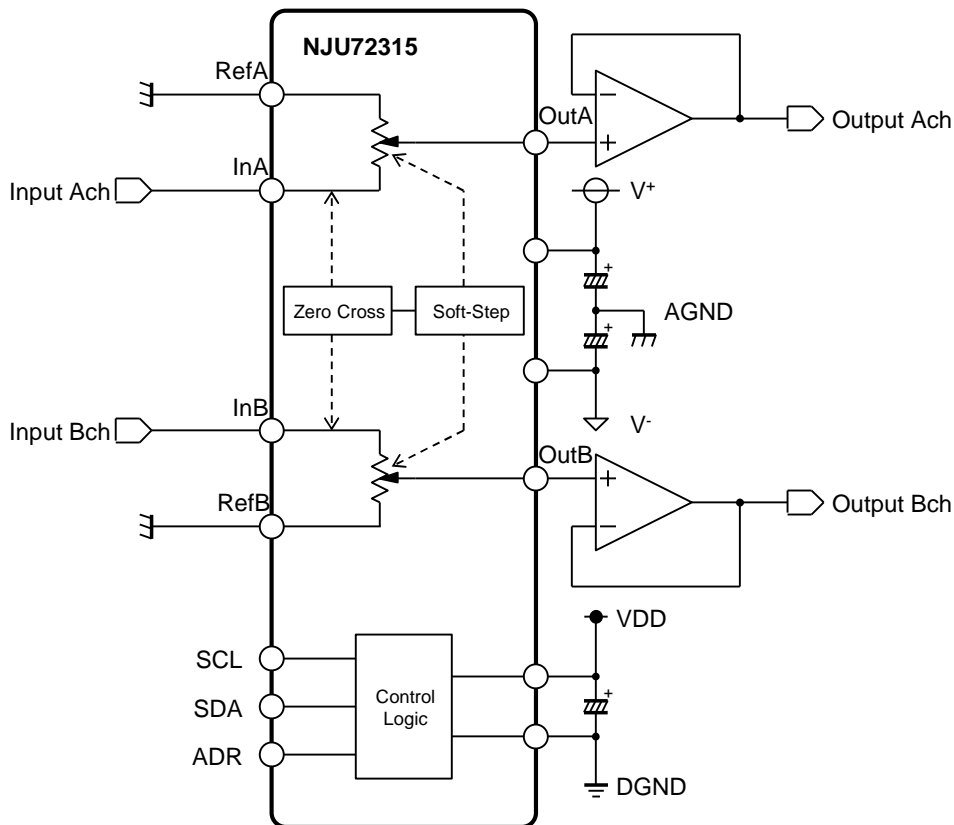 NJU72315
RefA
OutA
Output Ach
InA
Input Ach
V+
Zero Cross
Soft-Step
AGND
InB
Input Bch
V-
OutB
RefB
Output Bch
VDD
SCL
SDA
Control
Logic
ADR
DGND